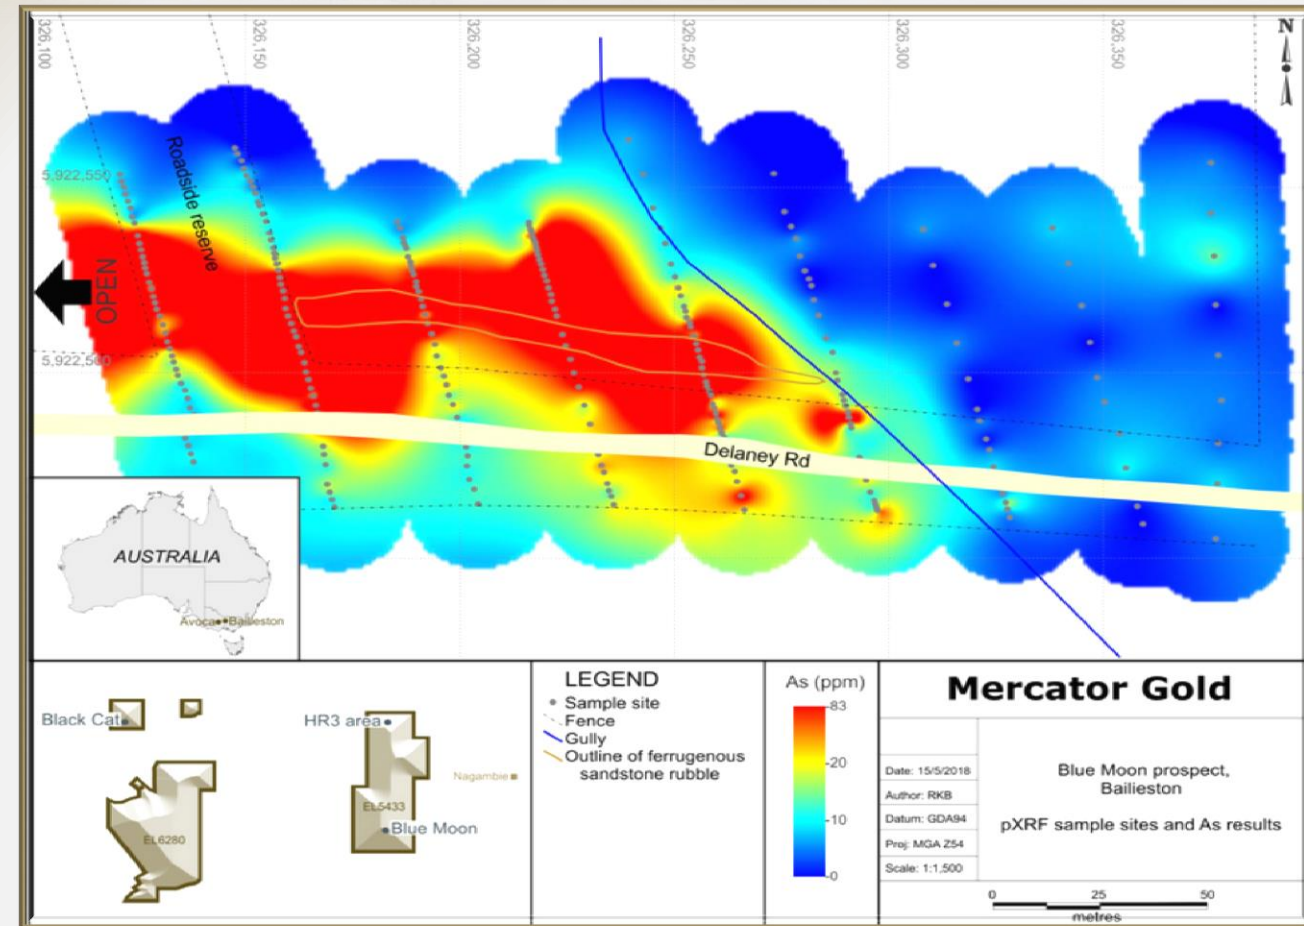 326,100
326,150
326,200
326,250
326,300
326,350
N
Roadside reserve
5,922,550
OPEN
5,922,500
Delaney Rd
AUSTRALIA
Avoca
Bailieston
Black Cat
HR3 area
Nagambie
EL5433
EL6280
Blue Moon
LEGEND
Sample site
Fence
Gully
Outline of ferrugenous
sandstone rubble
As (ppm)
83
20
10
0
Mercator Gold
Date: 15/5/2018
Author: RKB
Datum: GDA94
Proj: MGA Z54
Scale: 1:1,500
Blue Moon prospect,
Bailieston
pXRF sample sites and As results
0 25 50
metres